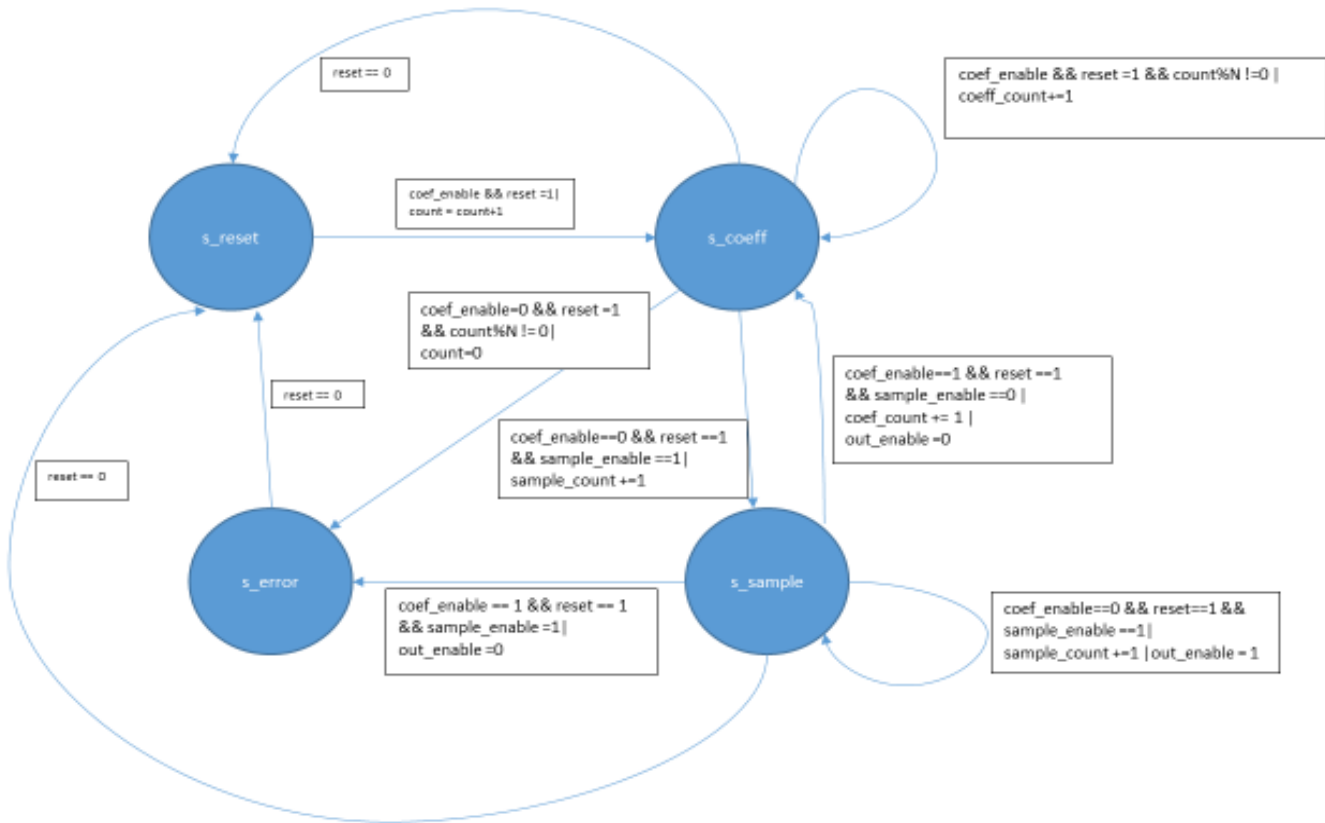 reset == 0
coef_enable && reset =1 && count%N !=0 |
coeff_count+=1
coef_enable && reset =1|
count = count+1
s_reset
s_coeff
coef_enable=0 && reset =1
&& count%N != 0|
count=0
reset == 0
coef_enable==1 && reset ==1
&& sample_enable ==0 |
coef_count += 1 |
out_enable =0
coef_enable==0 && reset ==1
&& sample_enable ==1|
sample_count +=1
reset == 0
s_error
s_sample
coef_enable == 1 && reset == 1
&& sample_enable =1|
out_enable =0
coef_enable==0 && reset==1 &&
sample_enable ==1|
sample_count +=1 |out_enable = 1